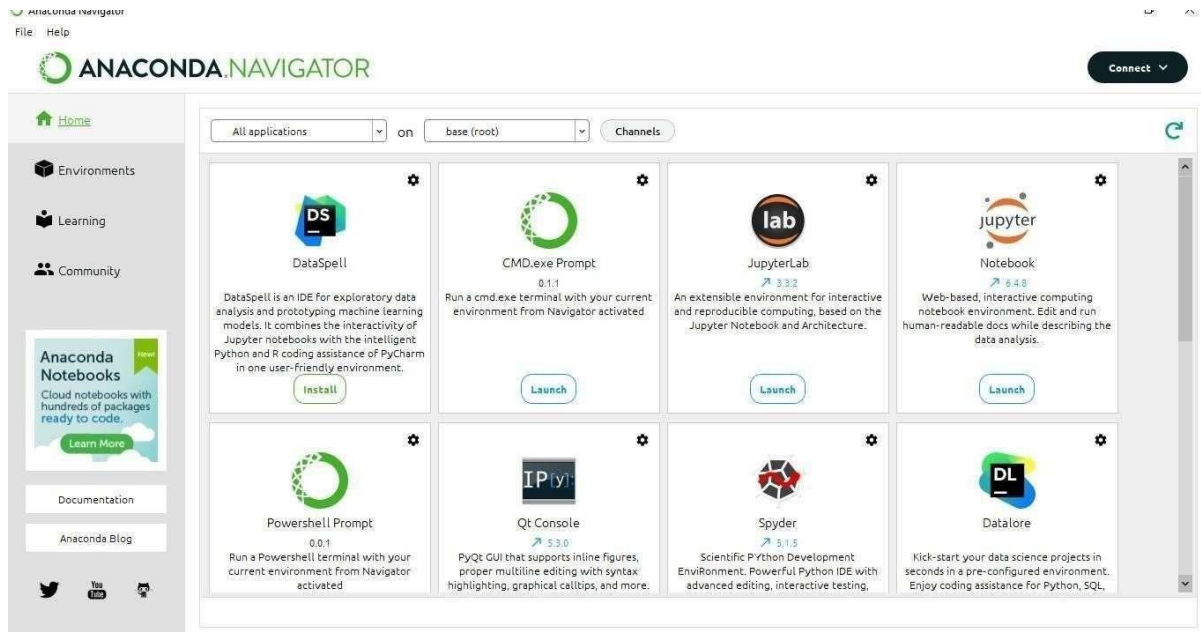 Anaconda Navigator
File Help
ANACONDA.NAVIGATOR
Connect
Home
Environments
Learning
Community
Anaconda
Notebooks
New!
Cloud notebooks with
hundreds of packages
ready to code.
Learn More
Documentation
Anaconda Blog
You
Tube
All applications on base (root) Channels
DS
DataSpell
DataSpell is an IDE for exploratory data
analysis and prototyping machine learning
models. It combines the interactivity of
Jupyter notebooks with the intelligent
Python and R coding assistance of PyCharm
in one user-friendly environment.
Install
CMD.exe Prompt
0.1.1
Run a cmd.exe terminal with your current
environment from Navigator activated
Launch
lab
JupyterLab
3.3.2
An extensible environment for interactive
and reproducible computing, based on the
Jupyter Notebook and Architecture.
Launch
jupyter
Notebook
6.4.8
Web-based, interactive computing
notebook environment. Edit and run
human-readable docs while describing the
data analysis.
Launch
Powershell Prompt
0.0.1
Run a Powershell terminal with your
current environment from Navigator
activated
IP[y]:
Qt Console
5.3.0
PyQt GUI that supports inline figures,
proper multiline editing with syntax
highlighting, graphical calltips, and more.
Spyder
5.1.5
Scientific PYthon Development
EnviRonment. Powerful Python IDE with
advanced editing, interactive testing,
DL
Datalore
Kick-start your data science projects in
seconds in a pre-configured environment.
Enjoy coding assistance for Python, SQL,